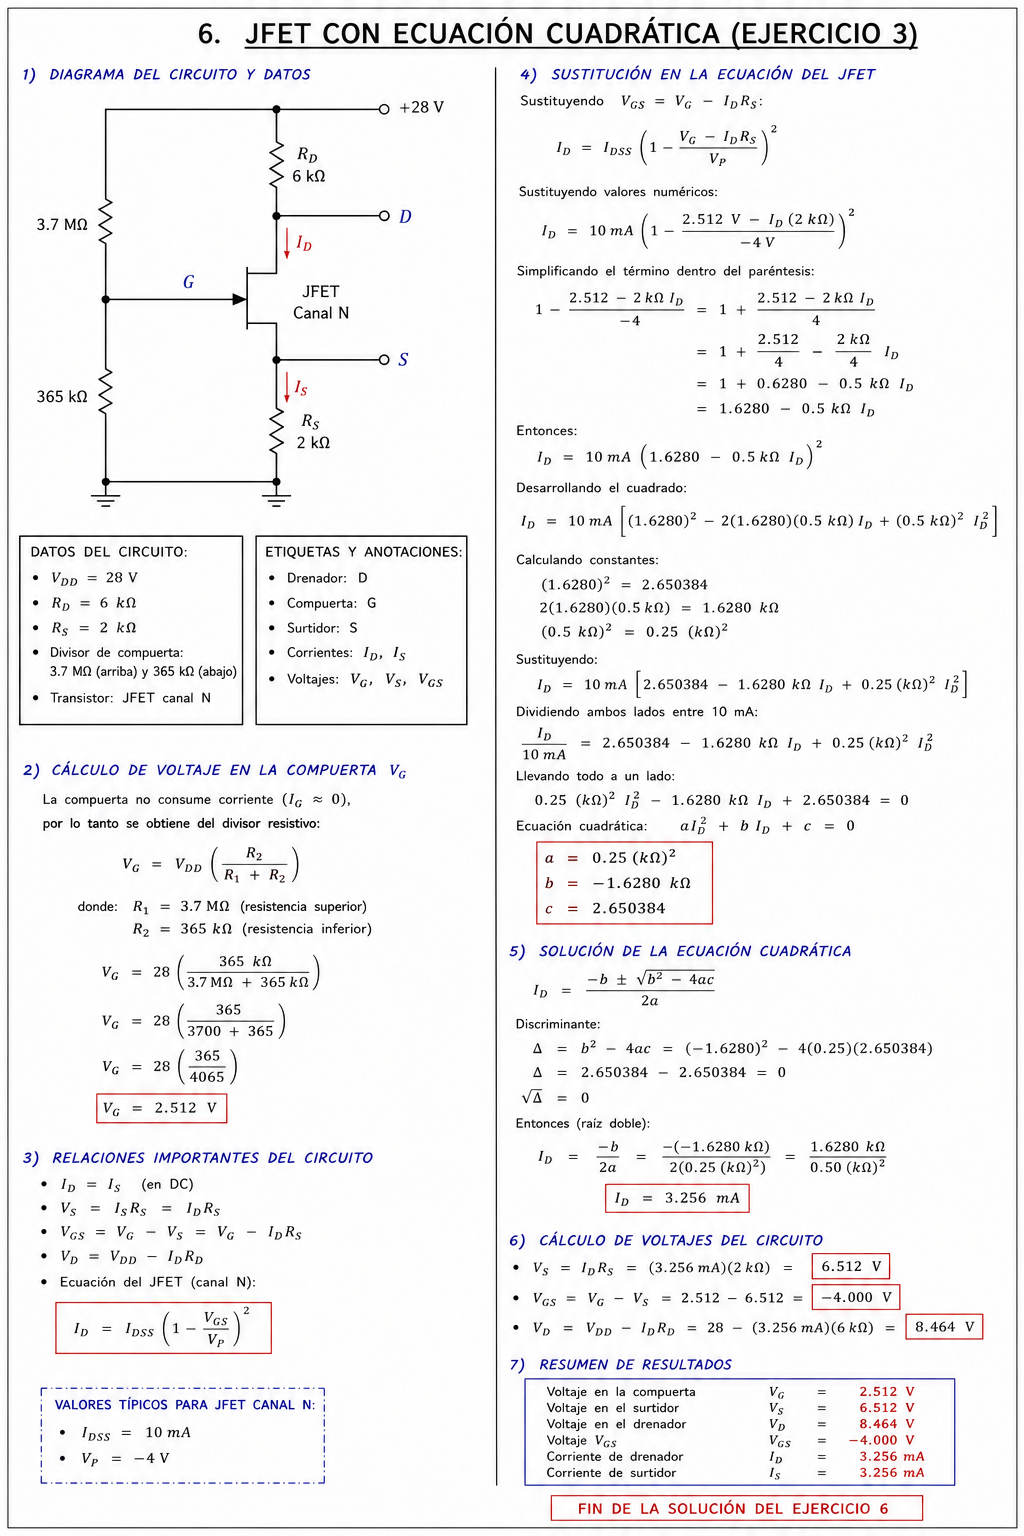 6. JFET CON ECUACIÓN CUADRÁTICA (EJERCICIO 3)
1) DIAGRAMA DEL CIRCUITO Y DATOS
+28 V
R_D
6 kΩ
3.7 MΩ
D
I_D
G
JFET
Canal N
S
365 kΩ
I_S
R_S
2 kΩ
DATOS DEL CIRCUITO:
• V_DD = 28 V
• R_D = 6 kΩ
• R_S = 2 kΩ
• Divisor de compuerta:
3.7 MΩ (arriba) y 365 kΩ (abajo)
• Transistor: JFET canal N
ETIQUETAS Y ANOTACIONES:
• Drenador: D
• Compuerta: G
• Surtidor: S
• Corrientes: I_D, I_S
• Voltajes: V_G, V_S, V_GS
2) CÁLCULO DE VOLTAJE EN LA COMPUERTA V_G
La compuerta no consume corriente (I_G ≈ 0),
por lo tanto se obtiene del divisor resistivo:
V_G = V_DD (R_2 / (R_1 + R_2))
donde: R_1 = 3.7 MΩ (resistencia superior)
R_2 = 365 kΩ (resistencia inferior)
V_G = 28 (365 kΩ / (3.7 MΩ + 365 kΩ))
V_G = 28 (365 / (3700 + 365))
V_G = 28 (365 / 4065)
V_G = 2.512 V
3) RELACIONES IMPORTANTES DEL CIRCUITO
• I_D = I_S (en DC)
• V_S = I_S R_S = I_D R_S
• V_GS = V_G − V_S = V_G − I_D R_S
• V_D = V_DD − I_D R_D
• Ecuación del JFET (canal N):
I_D = I_DSS (1 − V_GS / V_P)²
VALORES TÍPICOS PARA JFET CANAL N:
• I_DSS = 10 mA
• V_P = −4 V
4) SUSTITUCIÓN EN LA ECUACIÓN DEL JFET
Sustituyendo V_GS = V_G − I_D R_S:
I_D = I_DSS (1 − (V_G − I_D R_S) / V_P)²
Sustituyendo valores numéricos:
I_D = 10 mA (1 − (2.512 V − I_D (2 kΩ)) / −4 V)²
Simplificando el término dentro del paréntesis:
1 − (2.512 − 2 kΩ I_D) / −4 = 1 + (2.512 − 2 kΩ I_D) / 4
= 1 + 2.512 / 4 − 2 kΩ / 4 I_D
= 1 + 0.6280 − 0.5 kΩ I_D
= 1.6280 − 0.5 kΩ I_D
Entonces:
I_D = 10 mA (1.6280 − 0.5 kΩ I_D)²
Desarrollando el cuadrado:
I_D = 10 mA [(1.6280)² − 2(1.6280)(0.5 kΩ) I_D + (0.5 kΩ)² I_D²]
Calculando constantes:
(1.6280)² = 2.650384
2(1.6280)(0.5 kΩ) = 1.6280 kΩ
(0.5 kΩ)² = 0.25 (kΩ)²
Sustituyendo:
I_D = 10 mA [2.650384 − 1.6280 kΩ I_D + 0.25 (kΩ)² I_D²]
Dividiendo ambos lados entre 10 mA:
I_D / 10 mA = 2.650384 − 1.6280 kΩ I_D + 0.25 (kΩ)² I_D²
Llevando todo a un lado:
0.25 (kΩ)² I_D² − 1.6280 kΩ I_D + 2.650384 = 0
Ecuación cuadrática: a I_D² + b I_D + c = 0
a = 0.25 (kΩ)²
b = −1.6280 kΩ
c = 2.650384
5) SOLUCIÓN DE LA ECUACIÓN CUADRÁTICA
I_D = (−b ± √(b² − 4ac)) / 2a
Discriminante:
Δ = b² − 4ac = (−1.6280)² − 4(0.25)(2.650384)
Δ = 2.650384 − 2.650384 = 0
√Δ = 0
Entonces (raíz doble):
I_D = −b / 2a = −(−1.6280 kΩ) / 2(0.25 (kΩ)²) = 1.6280 kΩ / 0.50 (kΩ)²
I_D = 3.256 mA
6) CÁLCULO DE VOLTAJES DEL CIRCUITO
• V_S = I_D R_S = (3.256 mA)(2 kΩ) = 6.512 V
• V_GS = V_G − V_S = 2.512 − 6.512 = −4.000 V
• V_D = V_DD − I_D R_D = 28 − (3.256 mA)(6 kΩ) = 8.464 V
7) RESUMEN DE RESULTADOS
Voltaje en la compuerta V_G = 2.512 V
Voltaje en el surtidor V_S = 6.512 V
Voltaje en el drenador V_D = 8.464 V
Voltaje V_GS V_GS = −4.000 V
Corriente de drenador I_D = 3.256 mA
Corriente de surtidor I_S = 3.256 mA
FIN DE LA SOLUCIÓN DEL EJERCICIO 6